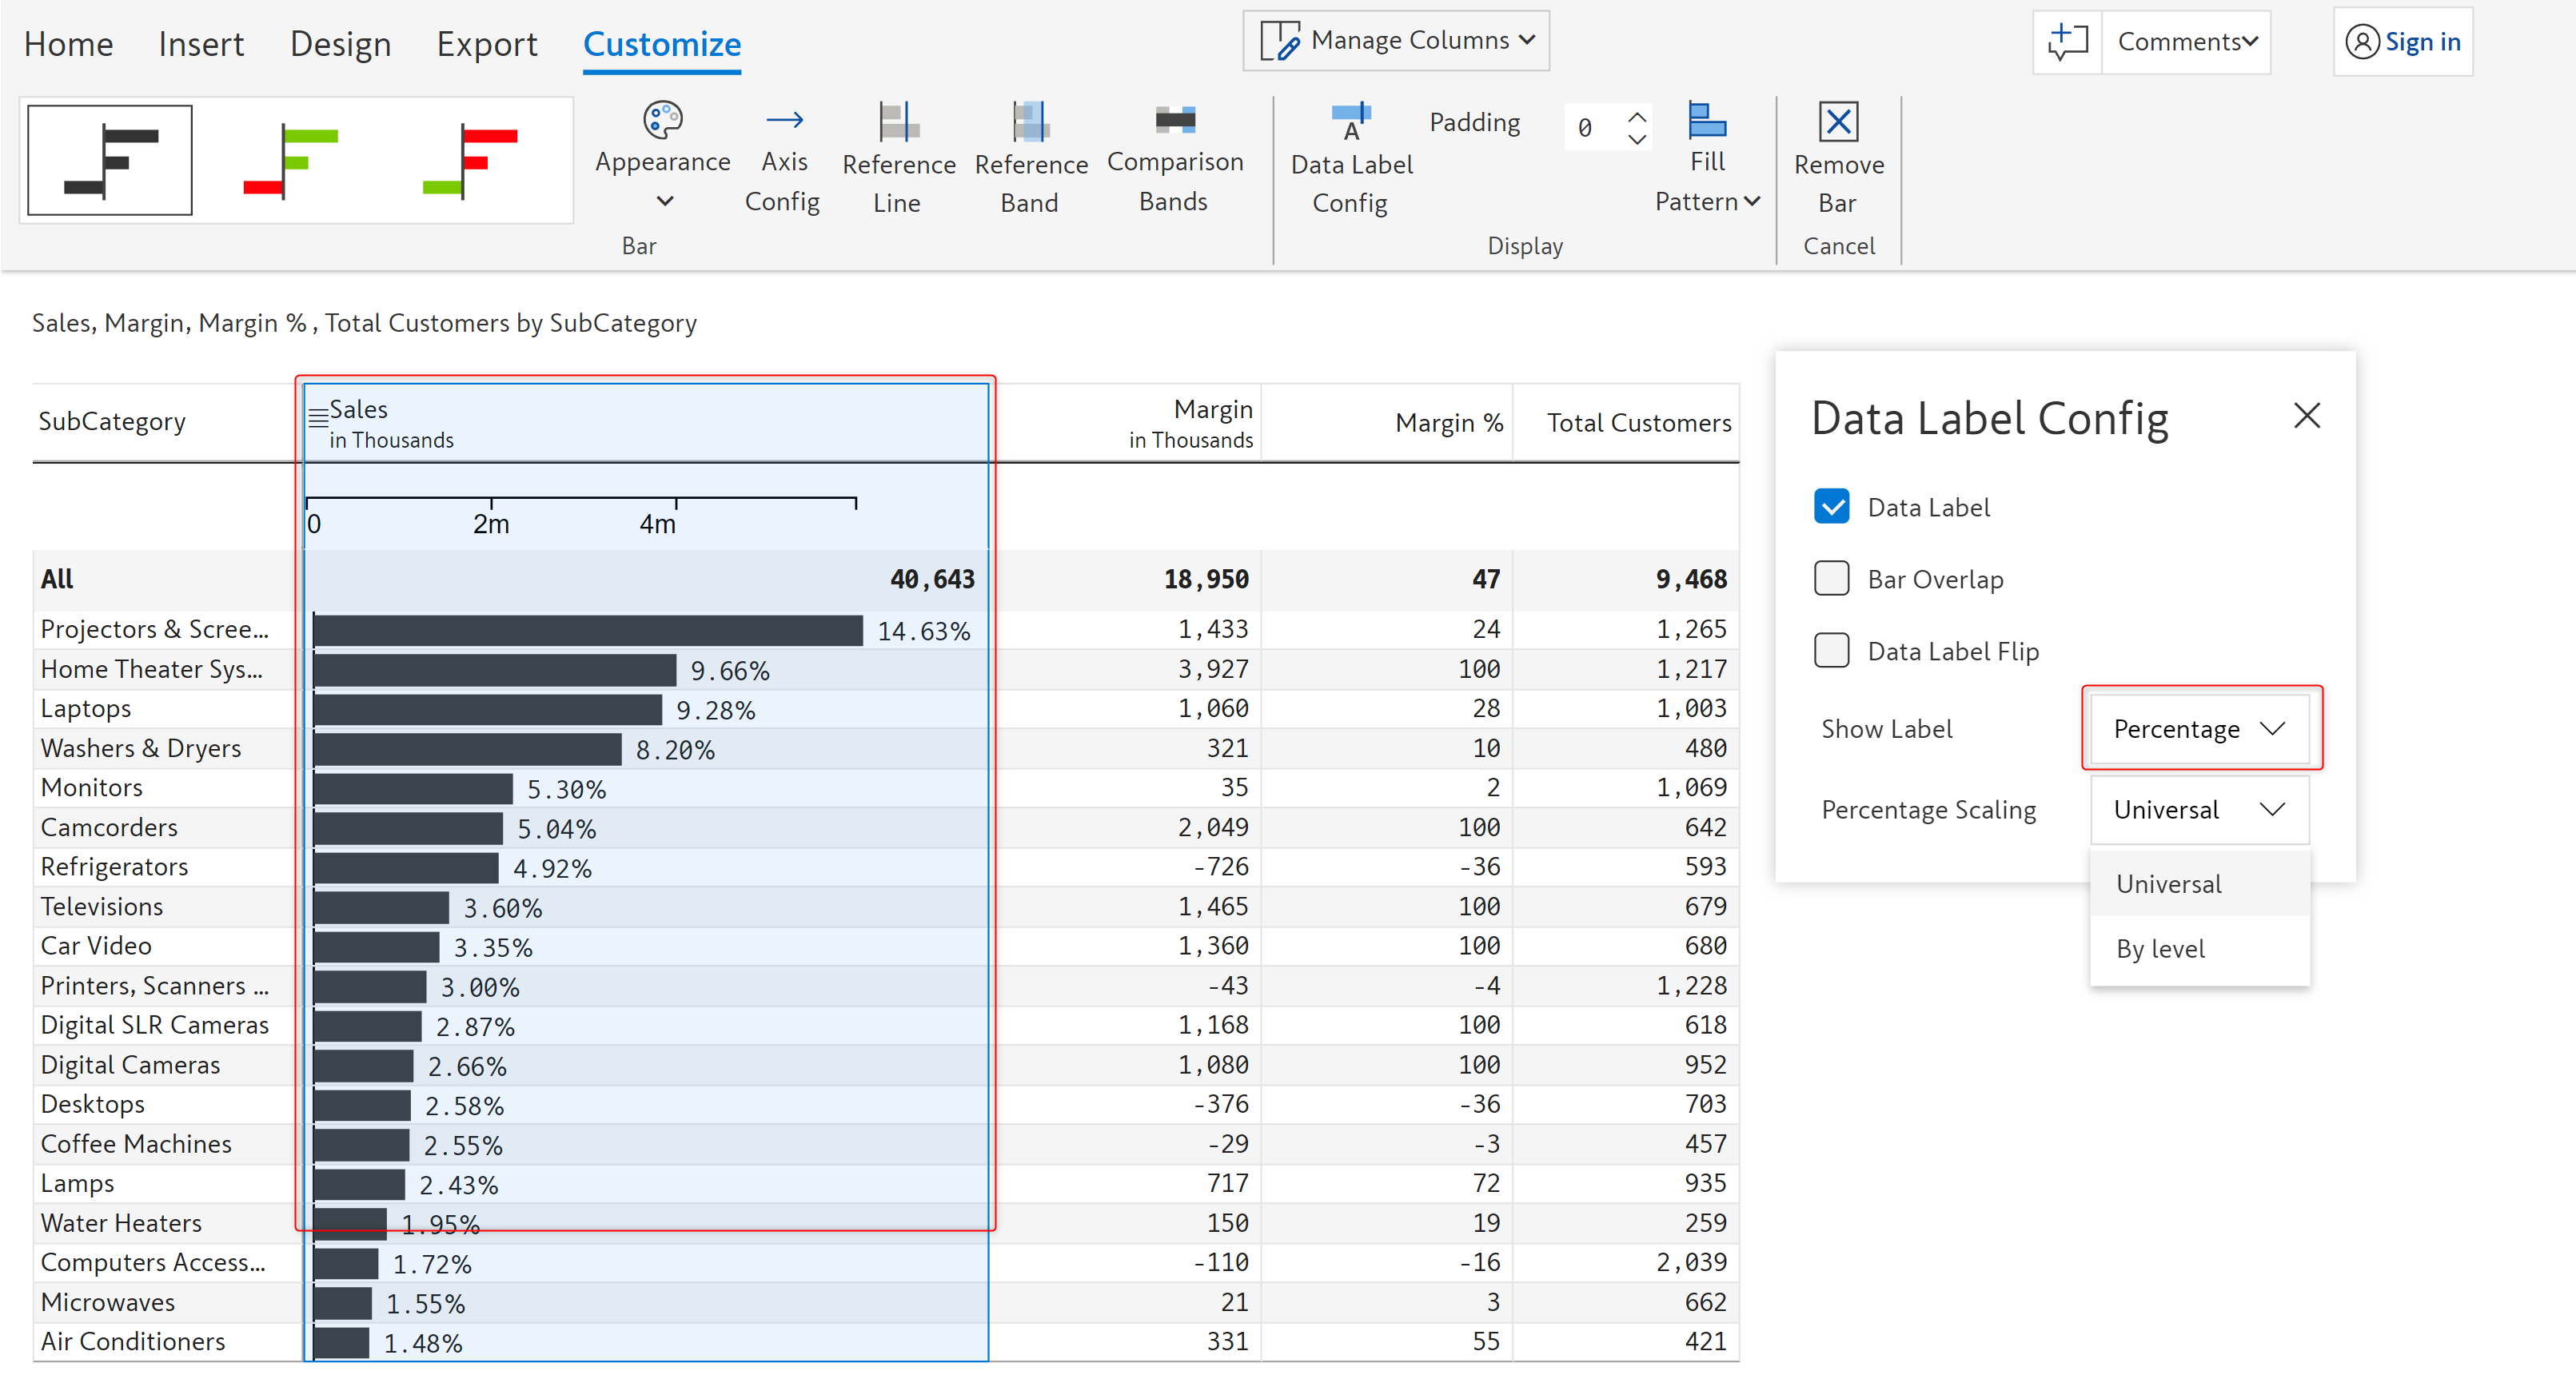 Home Insert Design Export Customize Manage Columns Comments Sign in
Appearance Axis Config Reference Line Reference Band Comparison Bands
Bar
Data Label Config Padding 0 Fill Pattern
Display
Remove Bar
Cancel
Sales, Margin, Margin % , Total Customers by SubCategory
SubCategory Sales in Thousands Margin in Thousands Margin % Total Customers
0 2m 4m
All 40,643 18,950 47 9,468
Projectors & Scree... 14.63% 1,433 24 1,265
Home Theater Sys... 9.66% 3,927 100 1,217
Laptops 9.28% 1,060 28 1,003
Washers & Dryers 8.20% 321 10 480
Monitors 5.30% 35 2 1,069
Camcorders 5.04% 2,049 100 642
Refrigerators 4.92% -726 -36 593
Televisions 3.60% 1,465 100 679
Car Video 3.35% 1,360 100 680
Printers, Scanners ... 3.00% -43 -4 1,228
Digital SLR Cameras 2.87% 1,168 100 618
Digital Cameras 2.66% 1,080 100 952
Desktops 2.58% -376 -36 703
Coffee Machines 2.55% -29 -3 457
Lamps 2.43% 717 72 935
Water Heaters 1.95% 150 19 259
Computers Access... 1.72% -110 -16 2,039
Microwaves 1.55% 21 3 662
Air Conditioners 1.48% 331 55 421
Data Label Config
Data Label
Bar Overlap
Data Label Flip
Show Label Percentage
Percentage Scaling Universal
Universal
By level